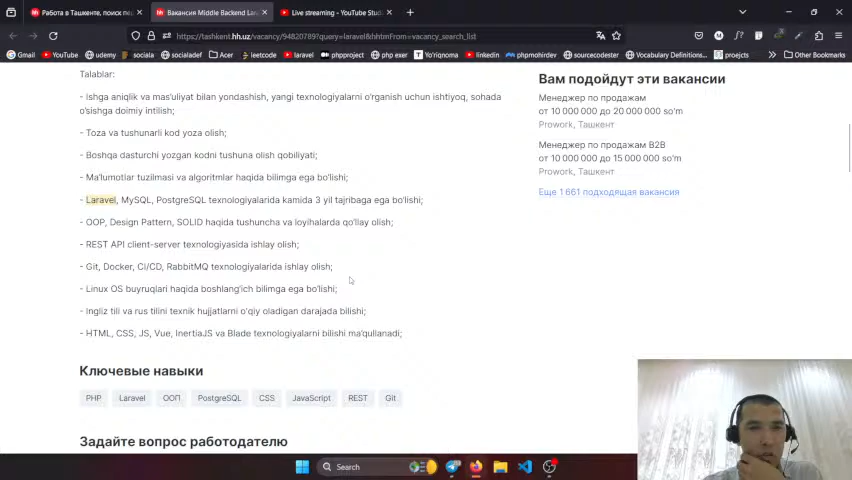 Работа в Ташкенте, поиск пе
Вакансия Middle Backend Lar
Live streaming - YouTube Studi
https://tashkent.hh.uz/vacancy/94820789?query=laravel&hhtmFrom=vacancy_search_list
Gmail YouTube udemy sociala socialadev Acer leetcode laravel phpproject php exr Yo'riqnoma linkedin phpmohirdev sourcecodester Vocabulary Definitions... proejcts Other Bookmarks
Talablar:
- Ishga aniqlik va mas'uliyat bilan yondashish, yangi texnologiyalarni o'rganish uchun ishtiyoq, sohada
o'sishga doimiy intilish;
- Toza va tushunarli kod yoza olish;
- Boshqa dasturchi yozgan kodni tushuna olish qobiliyati;
- Ma'lumotlar tuzilmasi va algoritmlar haqida bilimga ega bo'lishi;
- Laravel, MySQL, PostgreSQL texnologiyalarida kamida 3 yil tajribaga ega bo'lishi;
- OOP, Design Pattern, SOLID haqida tushuncha va loyihalarda qo'llay olish;
- REST API client-server texnologiyasida ishlay olish;
- Git, Docker, CI/CD, RabbitMQ texnologiyalarida ishlay olish;
- Linux OS buyruqlari haqida boshlang'ich bilimga ega bo'lishi;
- Ingliz tili va rus tilini texnik hujjatlarni o'qiy oladigan darajada bilishi;
- HTML, CSS, JS, Vue, InertiaJS va Blade texnologiyalarni bilishi ma'qullanadi;
Ключевые навыки
PHP Laravel ООП PostgreSQL CSS JavaScript REST Git
Задайте вопрос работодателю
Вам подойдут эти вакансии
Менеджер по продажам
от 10 000 000 до 20 000 000 so'm
Prowork, Ташкент
Менеджер по продажам B2B
от 10 000 000 до 15 000 000 so'm
Prowork, Ташкент
Еще 1 661 подходящая вакансия
Search